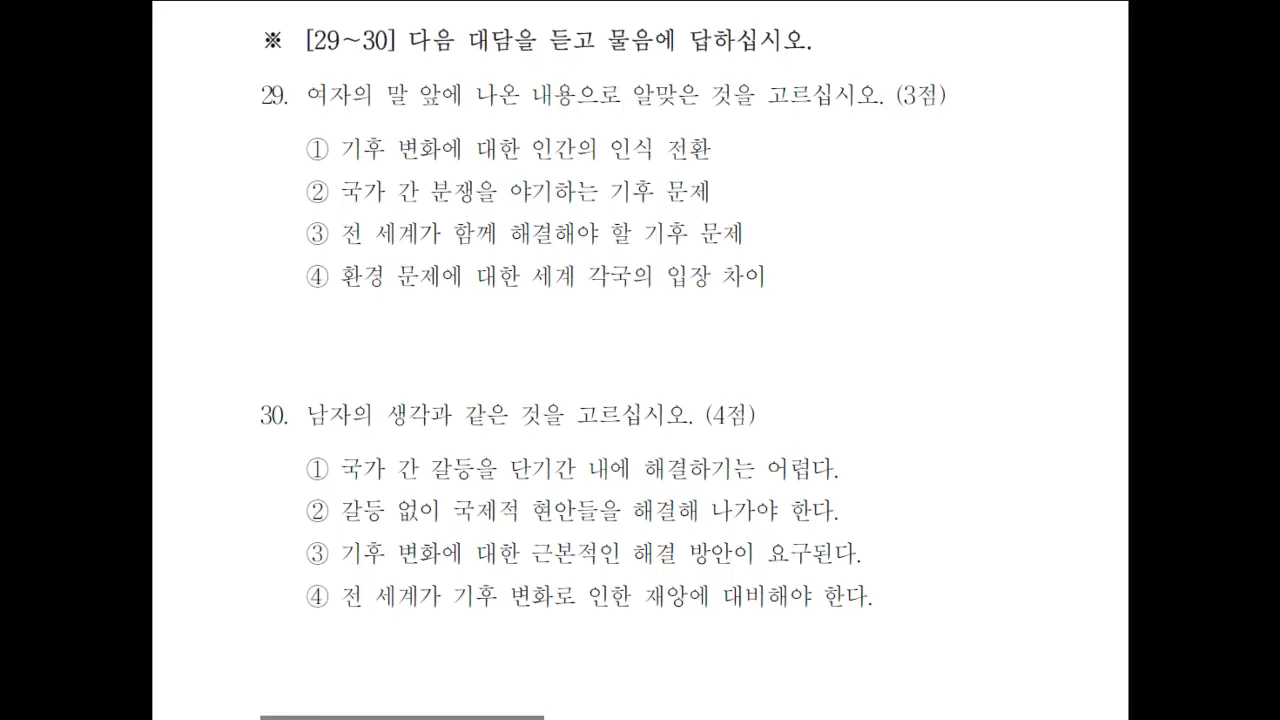 ※ [29～30] 다음 대담을 듣고 물음에 답하십시오.
29. 여자의 말 앞에 나온 내용으로 알맞은 것을 고르십시오. (3점)
① 기후 변화에 대한 인간의 인식 전환
② 국가 간 분쟁을 야기하는 기후 문제
③ 전 세계가 함께 해결해야 할 기후 문제
④ 환경 문제에 대한 세계 각국의 입장 차이
30. 남자의 생각과 같은 것을 고르십시오. (4점)
① 국가 간 갈등을 단기간 내에 해결하기는 어렵다.
② 갈등 없이 국제적 현안들을 해결해 나가야 한다.
③ 기후 변화에 대한 근본적인 해결 방안이 요구된다.
④ 전 세계가 기후 변화로 인한 재앙에 대비해야 한다.